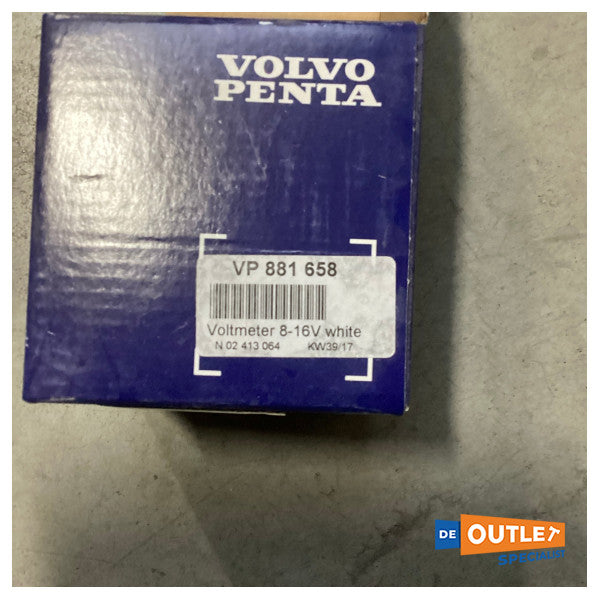 VOLVO
PENTA
VP 881 658
Voltmeter 8-16V white
N 02 413 064 KW39/17
DE OUTLET
SPECIALIST